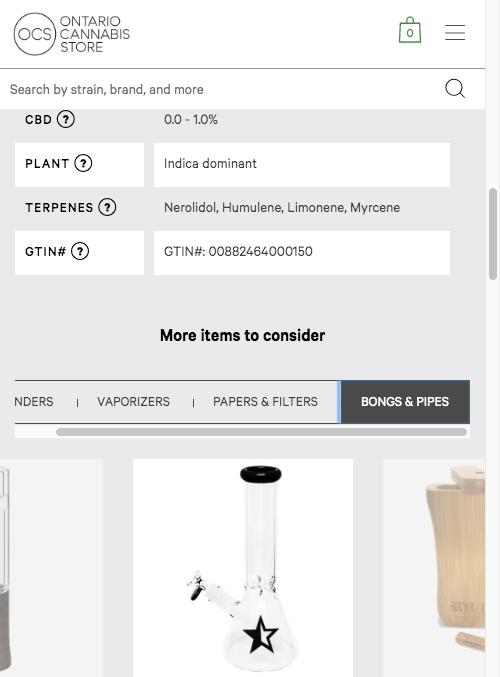 OCS
ONTARIO
CANNABIS
STORE
0
Search by strain, brand, and more
CBD ?
0.0 - 1.0%
PLANT ?
Indica dominant
TERPENES ?
Nerolidol, Humulene, Limonene, Myrcene
GTIN# ?
GTIN#: 00882464000150
More items to consider
NDERS
VAPORIZERS
PAPERS & FILTERS
BONGS & PIPES